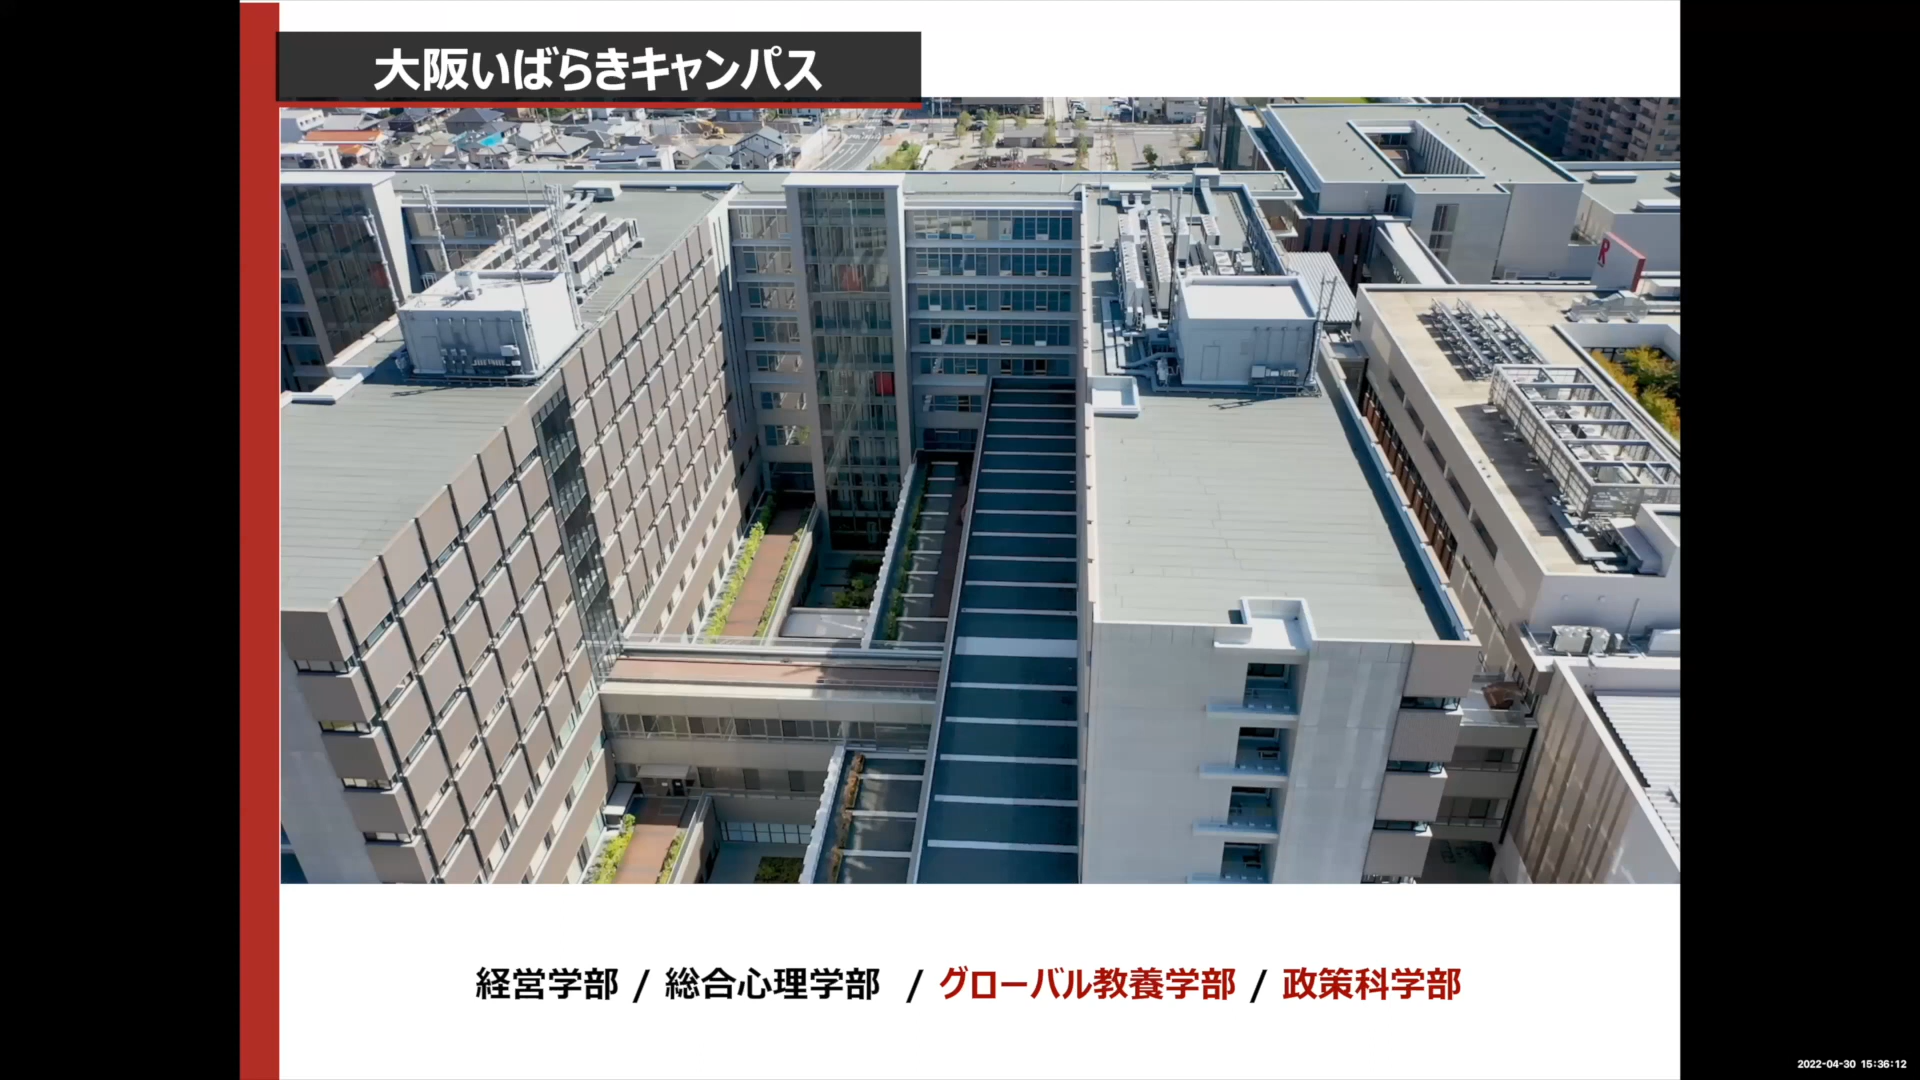 大阪いばらきキャンパス
R
経営学部 / 総合心理学部 / グローバル教養学部 / 政策科学部
2022-04-30 15:36:12